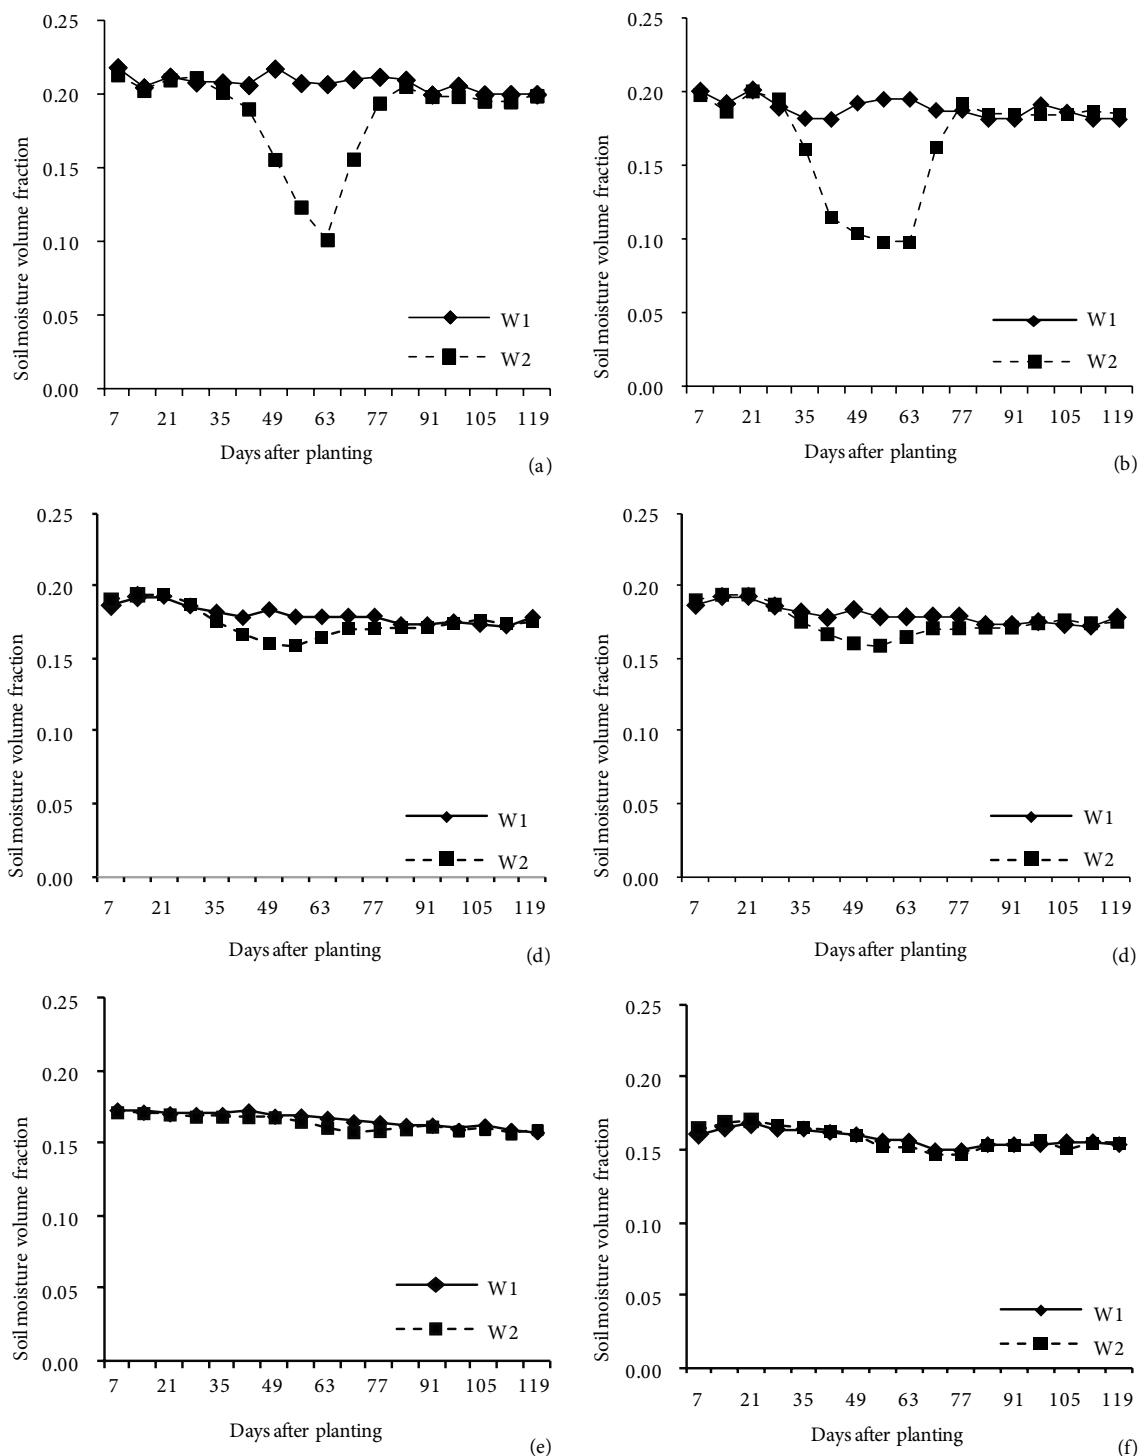 0.25
0.20
0.15
0.10
0.05
0.00
Soil moisture volume fraction
W1
W2
7 21 35 49 63 77 91 105 119
Days after planting
(a)
0.25
0.20
0.15
0.10
0.05
0.00
Soil moisture volume fraction
W1
W2
7 21 35 49 63 77 91 105 119
Days after planting
(b)
0.25
0.20
0.15
0.10
0.05
0.00
Soil moisture volume fraction
W1
W2
7 21 35 49 63 77 91 105 119
Days after planting
(d)
0.25
0.20
0.15
0.10
0.05
0.00
Soil moisture volume fraction
W1
W2
7 21 35 49 63 77 91 105 119
Days after planting
(d)
0.25
0.20
0.15
0.10
0.05
0.00
Soil moisture volume fraction
W1
W2
7 21 35 49 63 77 91 105 119
Days after planting
(e)
0.25
0.20
0.15
0.10
0.05
0.00
Soil moisture volume fraction
W1
W2
7 21 35 49 63 77 91 105 119
Days after planting
(f)